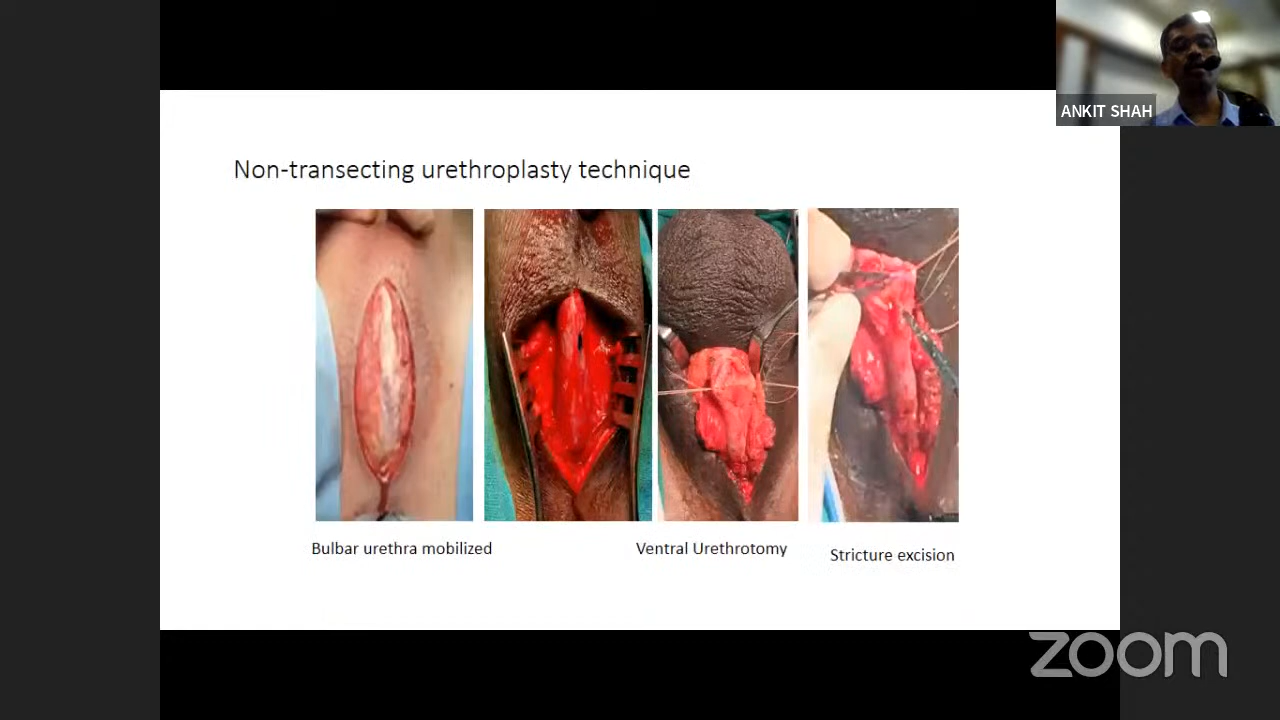 ANKIT SHAH
Non-transecting urethroplasty technique
Bulbar urethra mobilized
Ventral Urethrotomy
Stricture excision
zoom